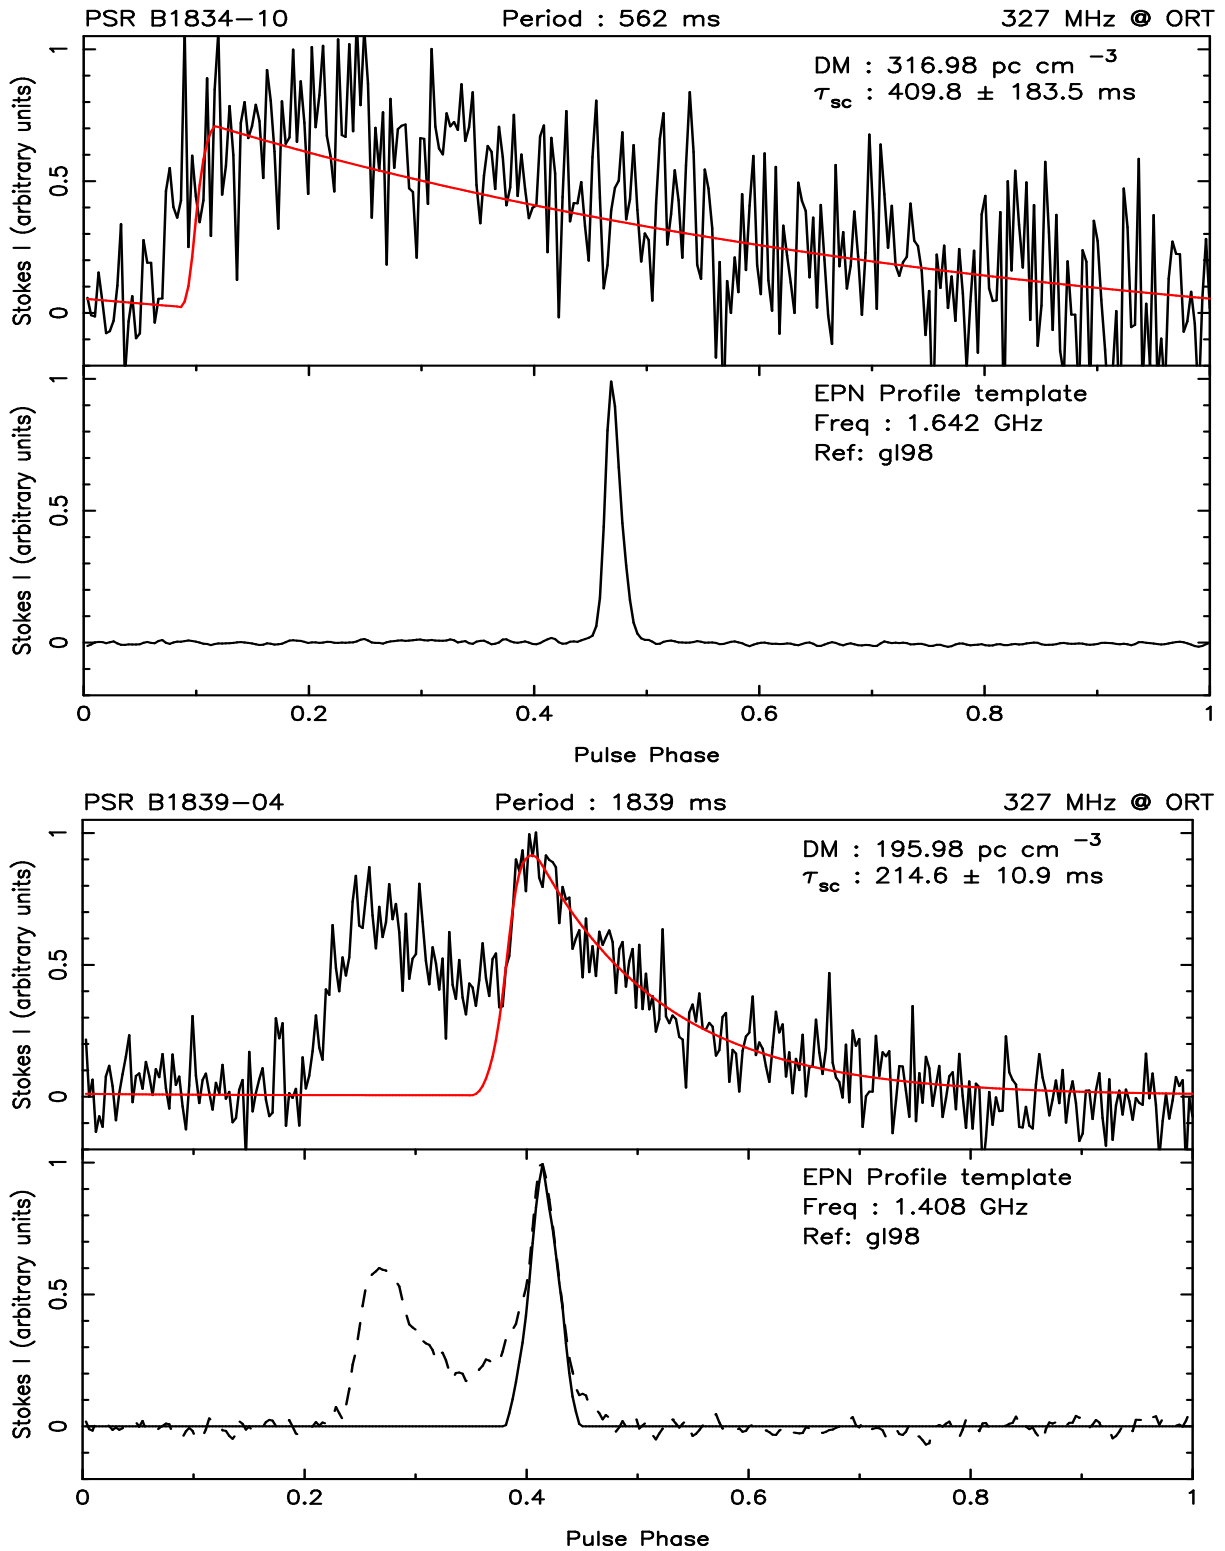 PSR B1834−10 Period : 562 ms 327 MHz @ ORT
DM : 316.98 pc cm −3
τsc : 409.8 ± 183.5 ms
Stokes I (arbitrary units)
1
0.5
0
EPN Profile template
Freq : 1.642 GHz
Ref: gl98
Stokes I (arbitrary units)
1
0.5
0
0 0.2 0.4 0.6 0.8 1
Pulse Phase
PSR B1839−04 Period : 1839 ms 327 MHz @ ORT
DM : 195.98 pc cm −3
τsc : 214.6 ± 10.9 ms
Stokes I (arbitrary units)
1
0.5
0
EPN Profile template
Freq : 1.408 GHz
Ref: gl98
Stokes I (arbitrary units)
1
0.5
0
0 0.2 0.4 0.6 0.8 1
Pulse Phase